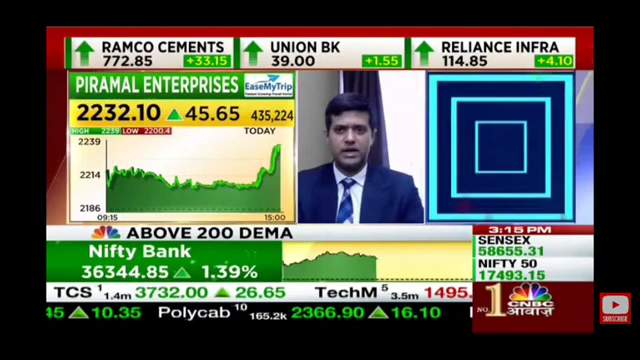 RAMCO CEMENTS
772.85 +33.15
UNION BK
39.00 +1.55
RELIANCE INFRA
114.85 +4.10
PIRAMAL ENTERPRISES
EaseMyTrip
2232.10 ▲ 45.65 435,224
HIGH 2239 LOW 2200.4 TODAY
2239
2214
2186
09:15 15:00
ABOVE 200 DEMA
Nifty Bank
36344.85 ▲ 1.39%
3:15 PM
SENSEX
58655.31
NIFTY 50
17493.15
TCS 1 1.4m 3732.00 ▲ 26.65 TechM 5 3.5m 1495.
45 ▲ 10.35 Polycab 10 165.2k 2366.90 ▲ 16.10
NO. 1 CNBC
आवाज़
SUBSCRIBE